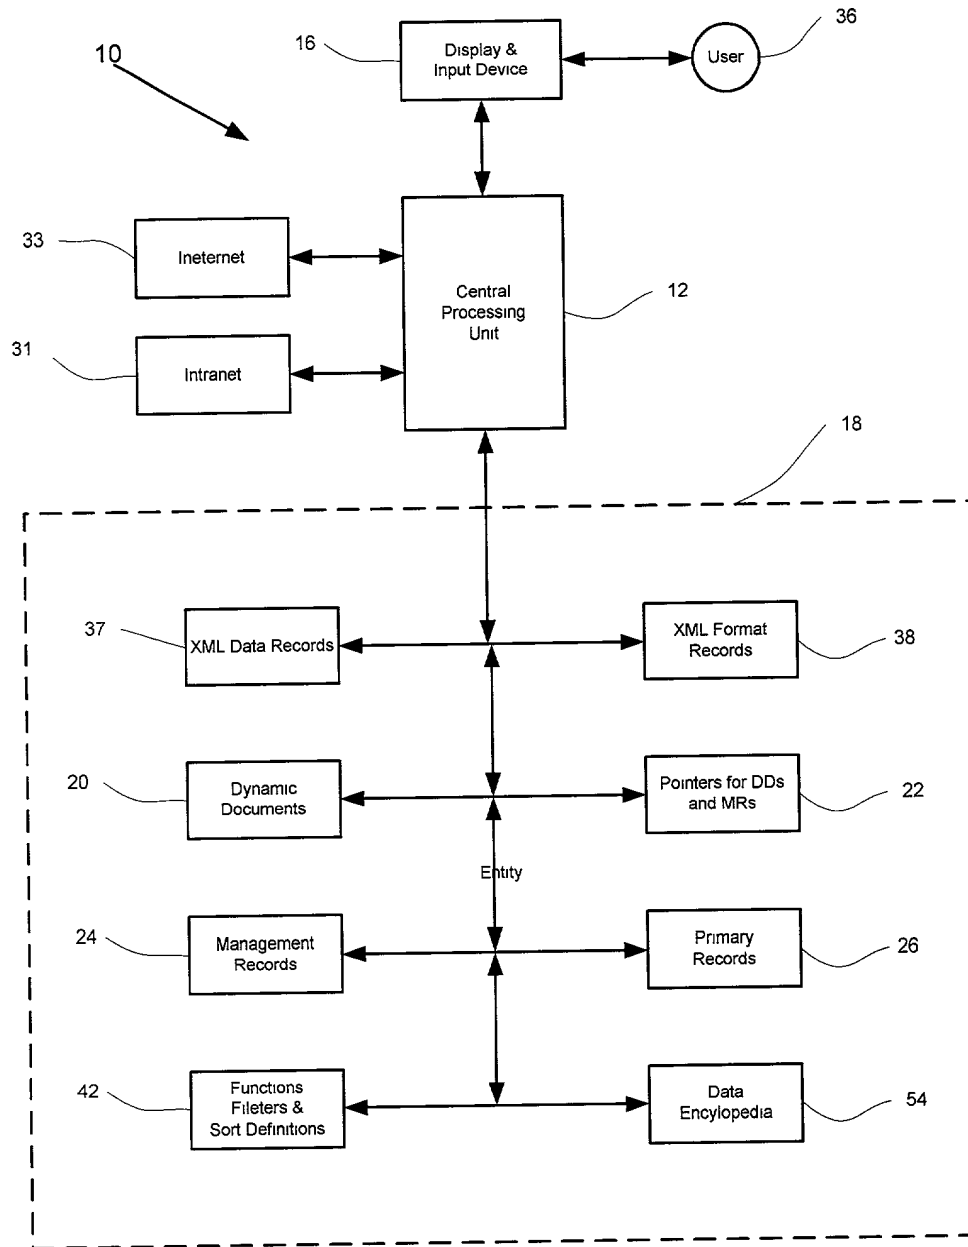 36
16
Display &
Input Device
User
10
33
Ineternet
Central
Processing
Unit
12
31
Intranet
18
37
XML Data Records
XML Format
Records
38
20
Dynamic
Documents
Pointers for DDs
and MRs
22
Entity
24
Management
Records
Primary
Records
26
42
Functions
Fileters &
Sort Definitions
Data
Encylopedia
54